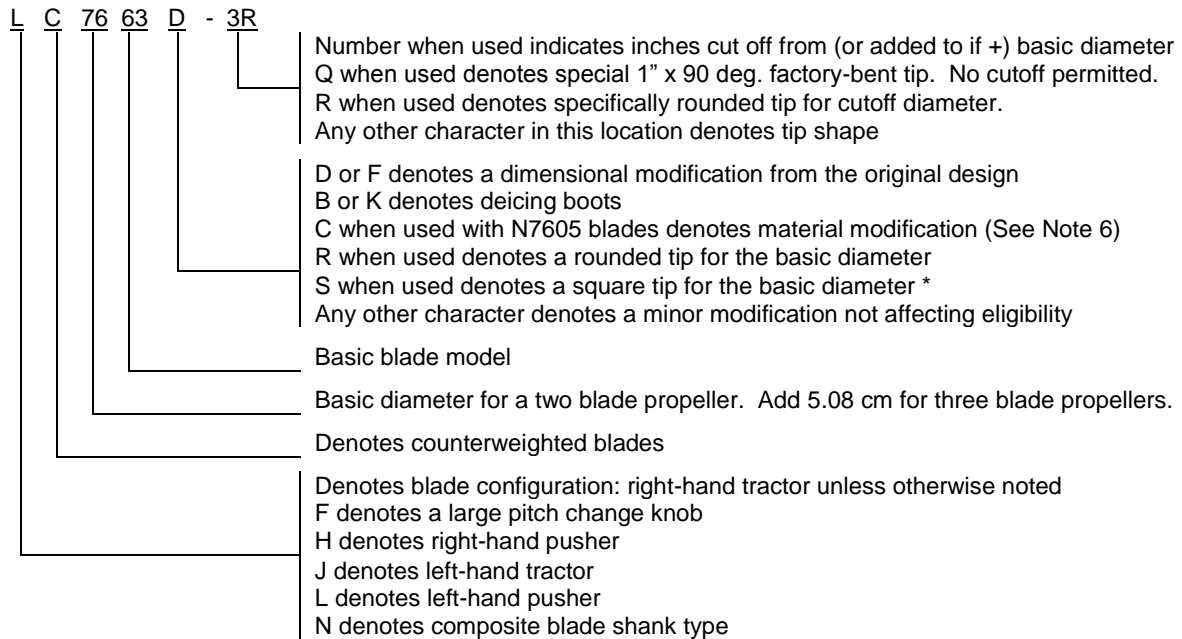 L C 76 63 D - 3R
Number when used indicates inches cut off from (or added to if +) basic diameter
Q when used denotes special 1” x 90 deg. factory-bent tip. No cutoff permitted.
R when used denotes specifically rounded tip for cutoff diameter.
Any other character in this location denotes tip shape
D or F denotes a dimensional modification from the original design
B or K denotes deicing boots
C when used with N7605 blades denotes material modification (See Note 6)
R when used denotes a rounded tip for the basic diameter
S when used denotes a square tip for the basic diameter *
Any other character denotes a minor modification not affecting eligibility
Basic blade model
Basic diameter for a two blade propeller. Add 5.08 cm for three blade propellers.
Denotes counterweighted blades
Denotes blade configuration: right-hand tractor unless otherwise noted
F denotes a large pitch change knob
H denotes right-hand pusher
J denotes left-hand tractor
L denotes left-hand pusher
N denotes composite blade shank type